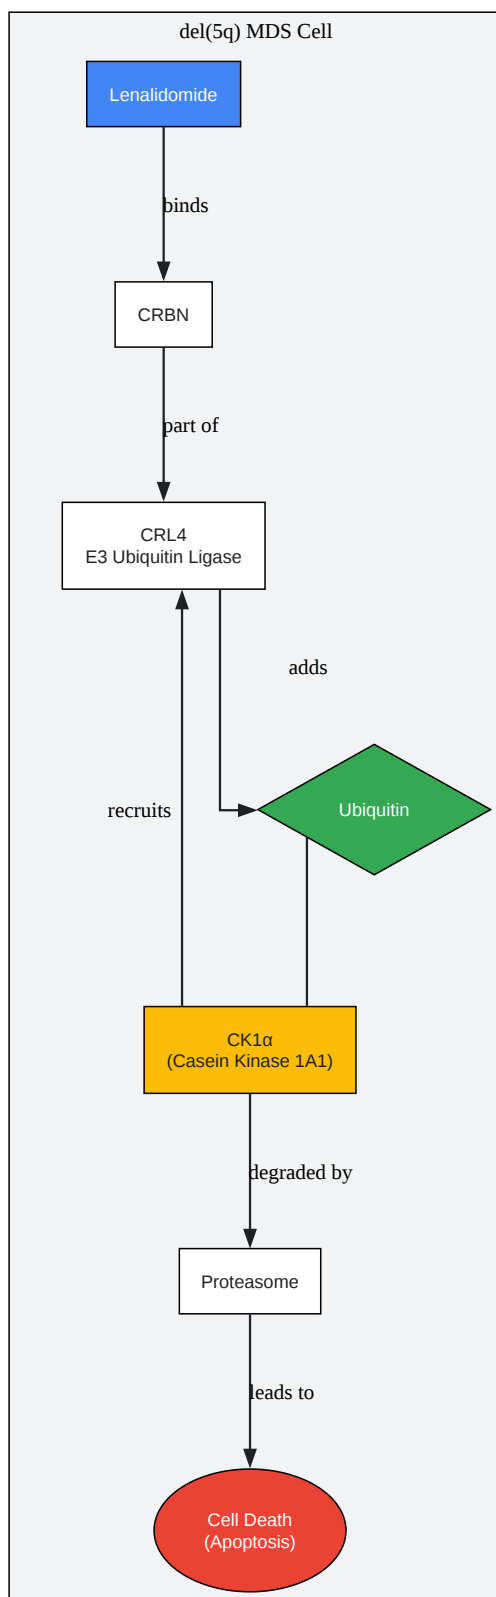 del(5q) MDS Cell
Lenalidomide
binds
CRBN
part of
CRL4
E3 Ubiquitin Ligase
adds
recruits
Ubiquitin
CK1α
(Casein Kinase 1A1)
degraded by
Proteasome
leads to
Cell Death
(Apoptosis)